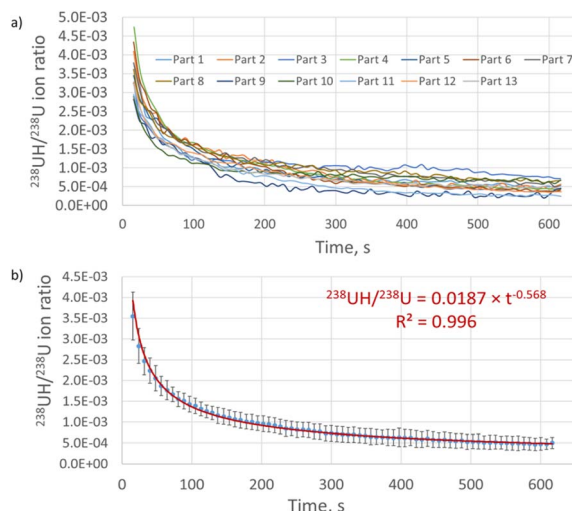 a)
5.0E-03
4.5E-03
4.0E-03
3.5E-03
3.0E-03
2.5E-03
2.0E-03
1.5E-03
1.0E-03
5.0E-04
0.0E+00
²³⁸UH/²³⁸U ion ratio
Part 1 Part 2 Part 3 Part 4 Part 5 Part 6 Part 7
Part 8 Part 9 Part 10 Part 11 Part 12 Part 13
0 100 200 300 400 500 600
Time, s
b)
4.5E-03
4.0E-03
3.5E-03
3.0E-03
2.5E-03
2.0E-03
1.5E-03
1.0E-03
5.0E-04
0.0E+00
²³⁸UH/²³⁸U ion ratio
²³⁸UH/²³⁸U = 0.0187 × t⁻⁰·⁵⁶⁸
R² = 0.996
0 100 200 300 400 500 600
Time, s